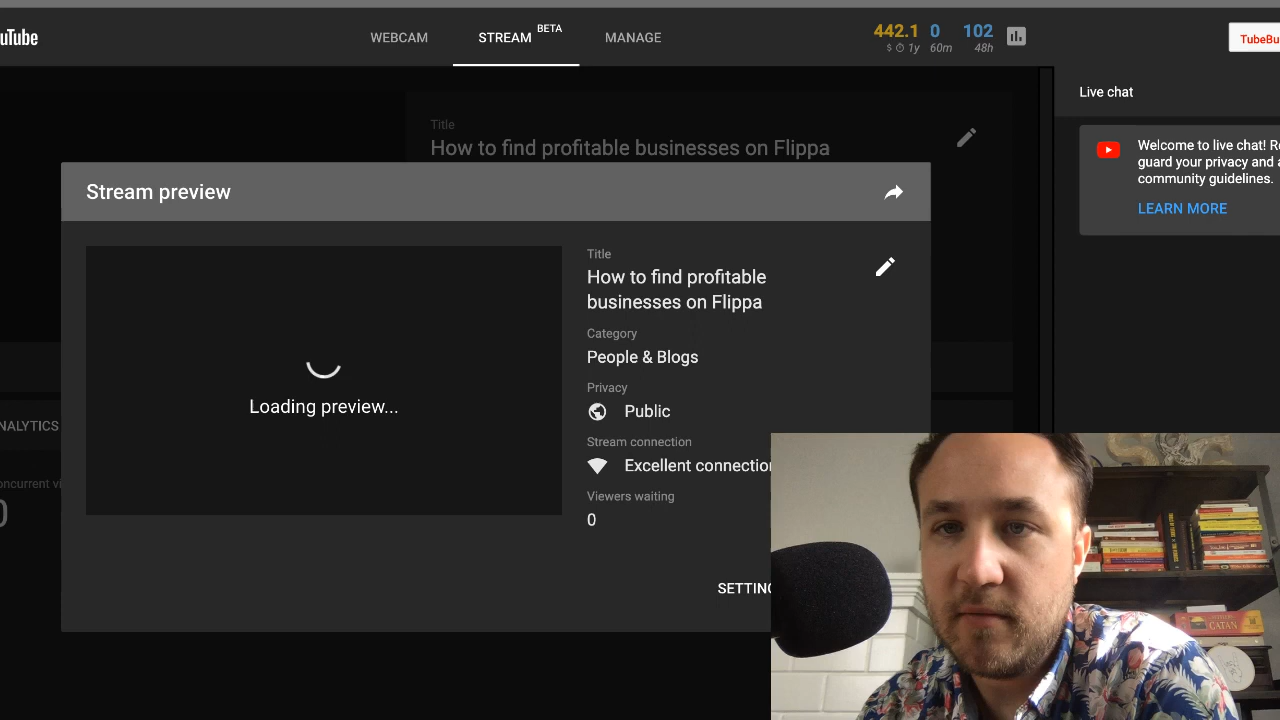 uTube
WEBCAM
STREAM BETA
MANAGE
442.1 0 102
$ 1y 60m 48h
TubeBu
Live chat
Welcome to live chat! Re
guard your privacy and a
community guidelines.
LEARN MORE
Title
How to find profitable businesses on Flippa
Stream preview
Loading preview...
Title
How to find profitable
businesses on Flippa
Category
People & Blogs
Privacy
Public
Stream connection
Excellent connectio
Viewers waiting
0
SETTING
NALYTICS
oncurrent vi
0
CATAN